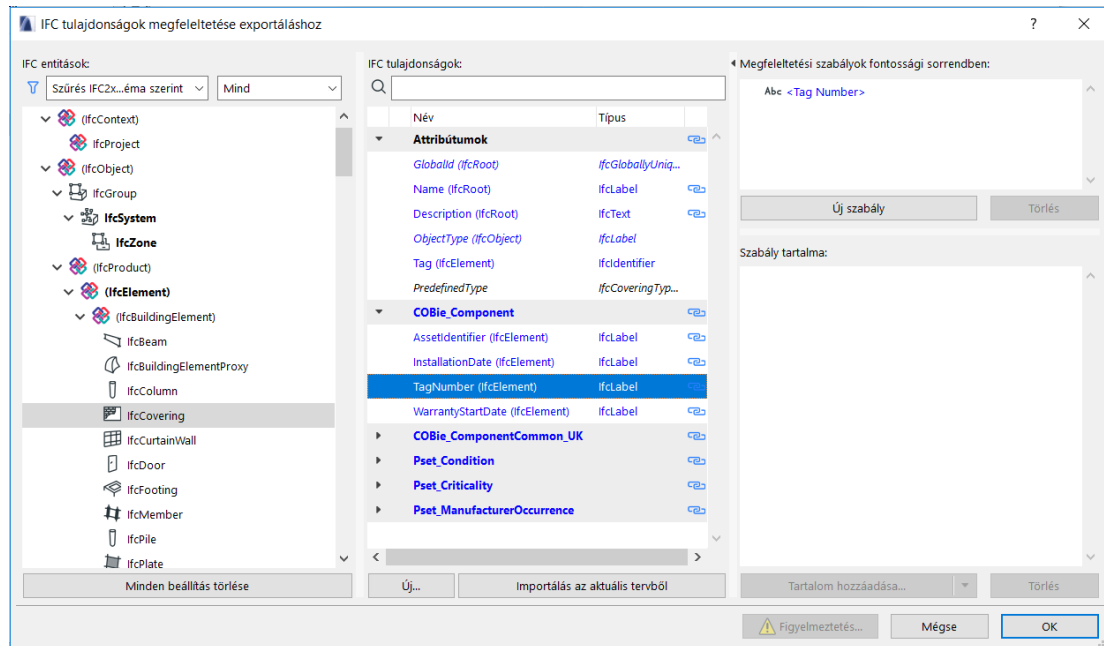 IFC tulajdonságok megfeleltetése exportáláshoz
?
IFC entitások:
Szűrés IFC2x...éma szerint
Mind
(IfcContext)
IfcProject
(IfcObject)
IfcGroup
IfcSystem
IfcZone
(IfcProduct)
(IfcElement)
(IfcBuildingElement)
IfcBeam
IfcBuildingElementProxy
IfcColumn
IfcCovering
IfcCurtainWall
IfcDoor
IfcFooting
IfcMember
IfcPile
IfcPlate
Minden beállítás törlése
IFC tulajdonságok:
Név Típus
Attribútumok
GlobalId (IfcRoot) IfcGloballyUniq...
Name (IfcRoot) IfcLabel
Description (IfcRoot) IfcText
ObjectType (IfcObject) IfcLabel
Tag (IfcElement) IfcIdentifier
PredefinedType IfcCoveringTyp...
COBie_Component
AssetIdentifier (IfcElement) IfcLabel
InstallationDate (IfcElement) IfcLabel
TagNumber (IfcElement) IfcLabel
WarrantyStartDate (IfcElement) IfcLabel
COBie_ComponentCommon_UK
Pset_Condition
Pset_Criticality
Pset_ManufacturerOccurrence
Új... Importálás az aktuális tervből
Megfeleltetési szabályok fontossági sorrendben:
Abc <Tag Number>
Új szabály Törlés
Szabály tartalma:
Tartalom hozzáadása... Törlés
Figyelmeztetés... Mégse OK